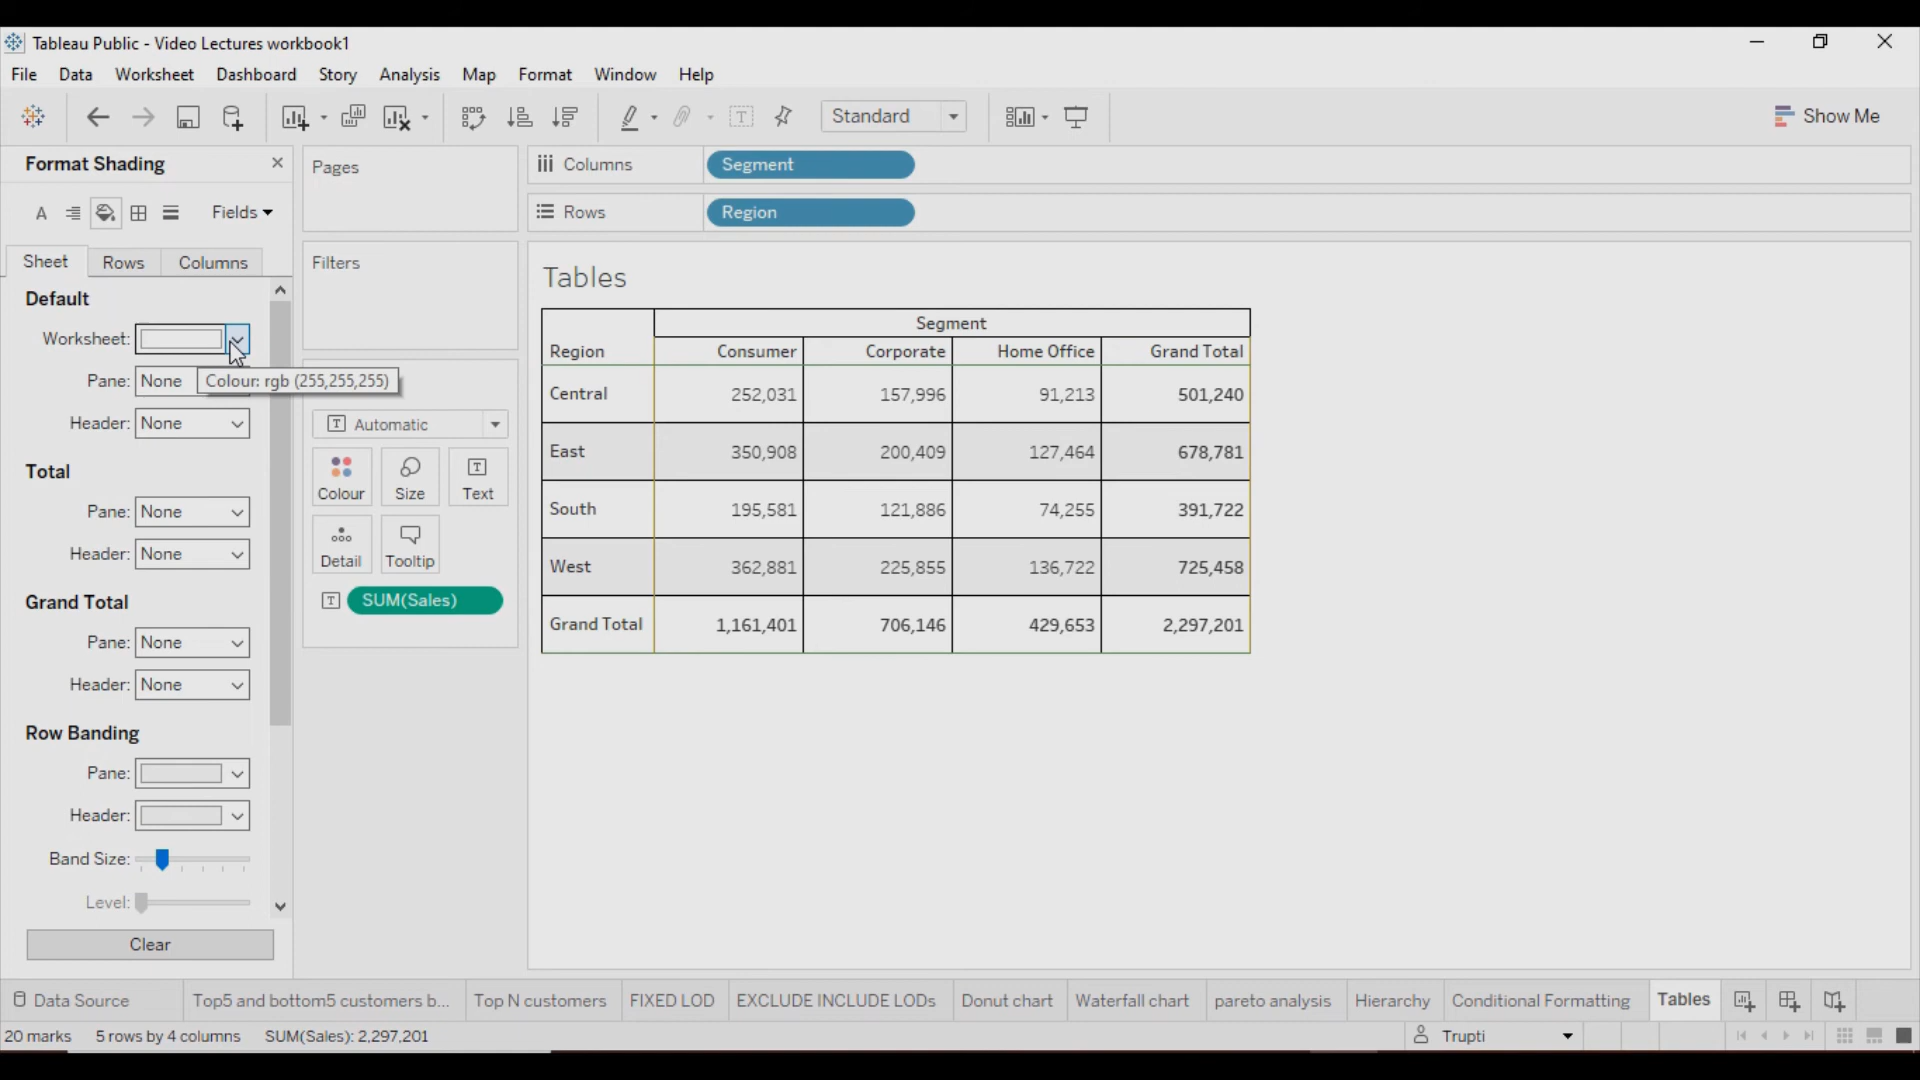 Tableau Public - Video Lectures workbook1
File Data Worksheet Dashboard Story Analysis Map Format Window Help
Standard
Show Me
Format Shading
Fields
Sheet Rows Columns
Default
Worksheet:
Colour: rgb (255,255,255)
Pane: None
Header: None
Total
Pane: None
Header: None
Grand Total
Pane: None
Header: None
Row Banding
Pane:
Header:
Band Size:
Level:
Clear
Pages
Filters
Automatic
Colour Size Text
Detail Tooltip
SUM(Sales)
Columns Segment
Rows Region
Tables
Segment
Region Consumer Corporate Home Office Grand Total
Central 252,031 157,996 91,213 501,240
East 350,908 200,409 127,464 678,781
South 195,581 121,886 74,255 391,722
West 362,881 225,855 136,722 725,458
Grand Total 1,161,401 706,146 429,653 2,297,201
Data Source Top5 and bottom5 customers b... Top N customers FIXED LOD EXCLUDE INCLUDE LODs Donut chart Waterfall chart pareto analysis Hierarchy Conditional Formatting Tables
20 marks 5 rows by 4 columns SUM(Sales): 2,297,201 Trupti